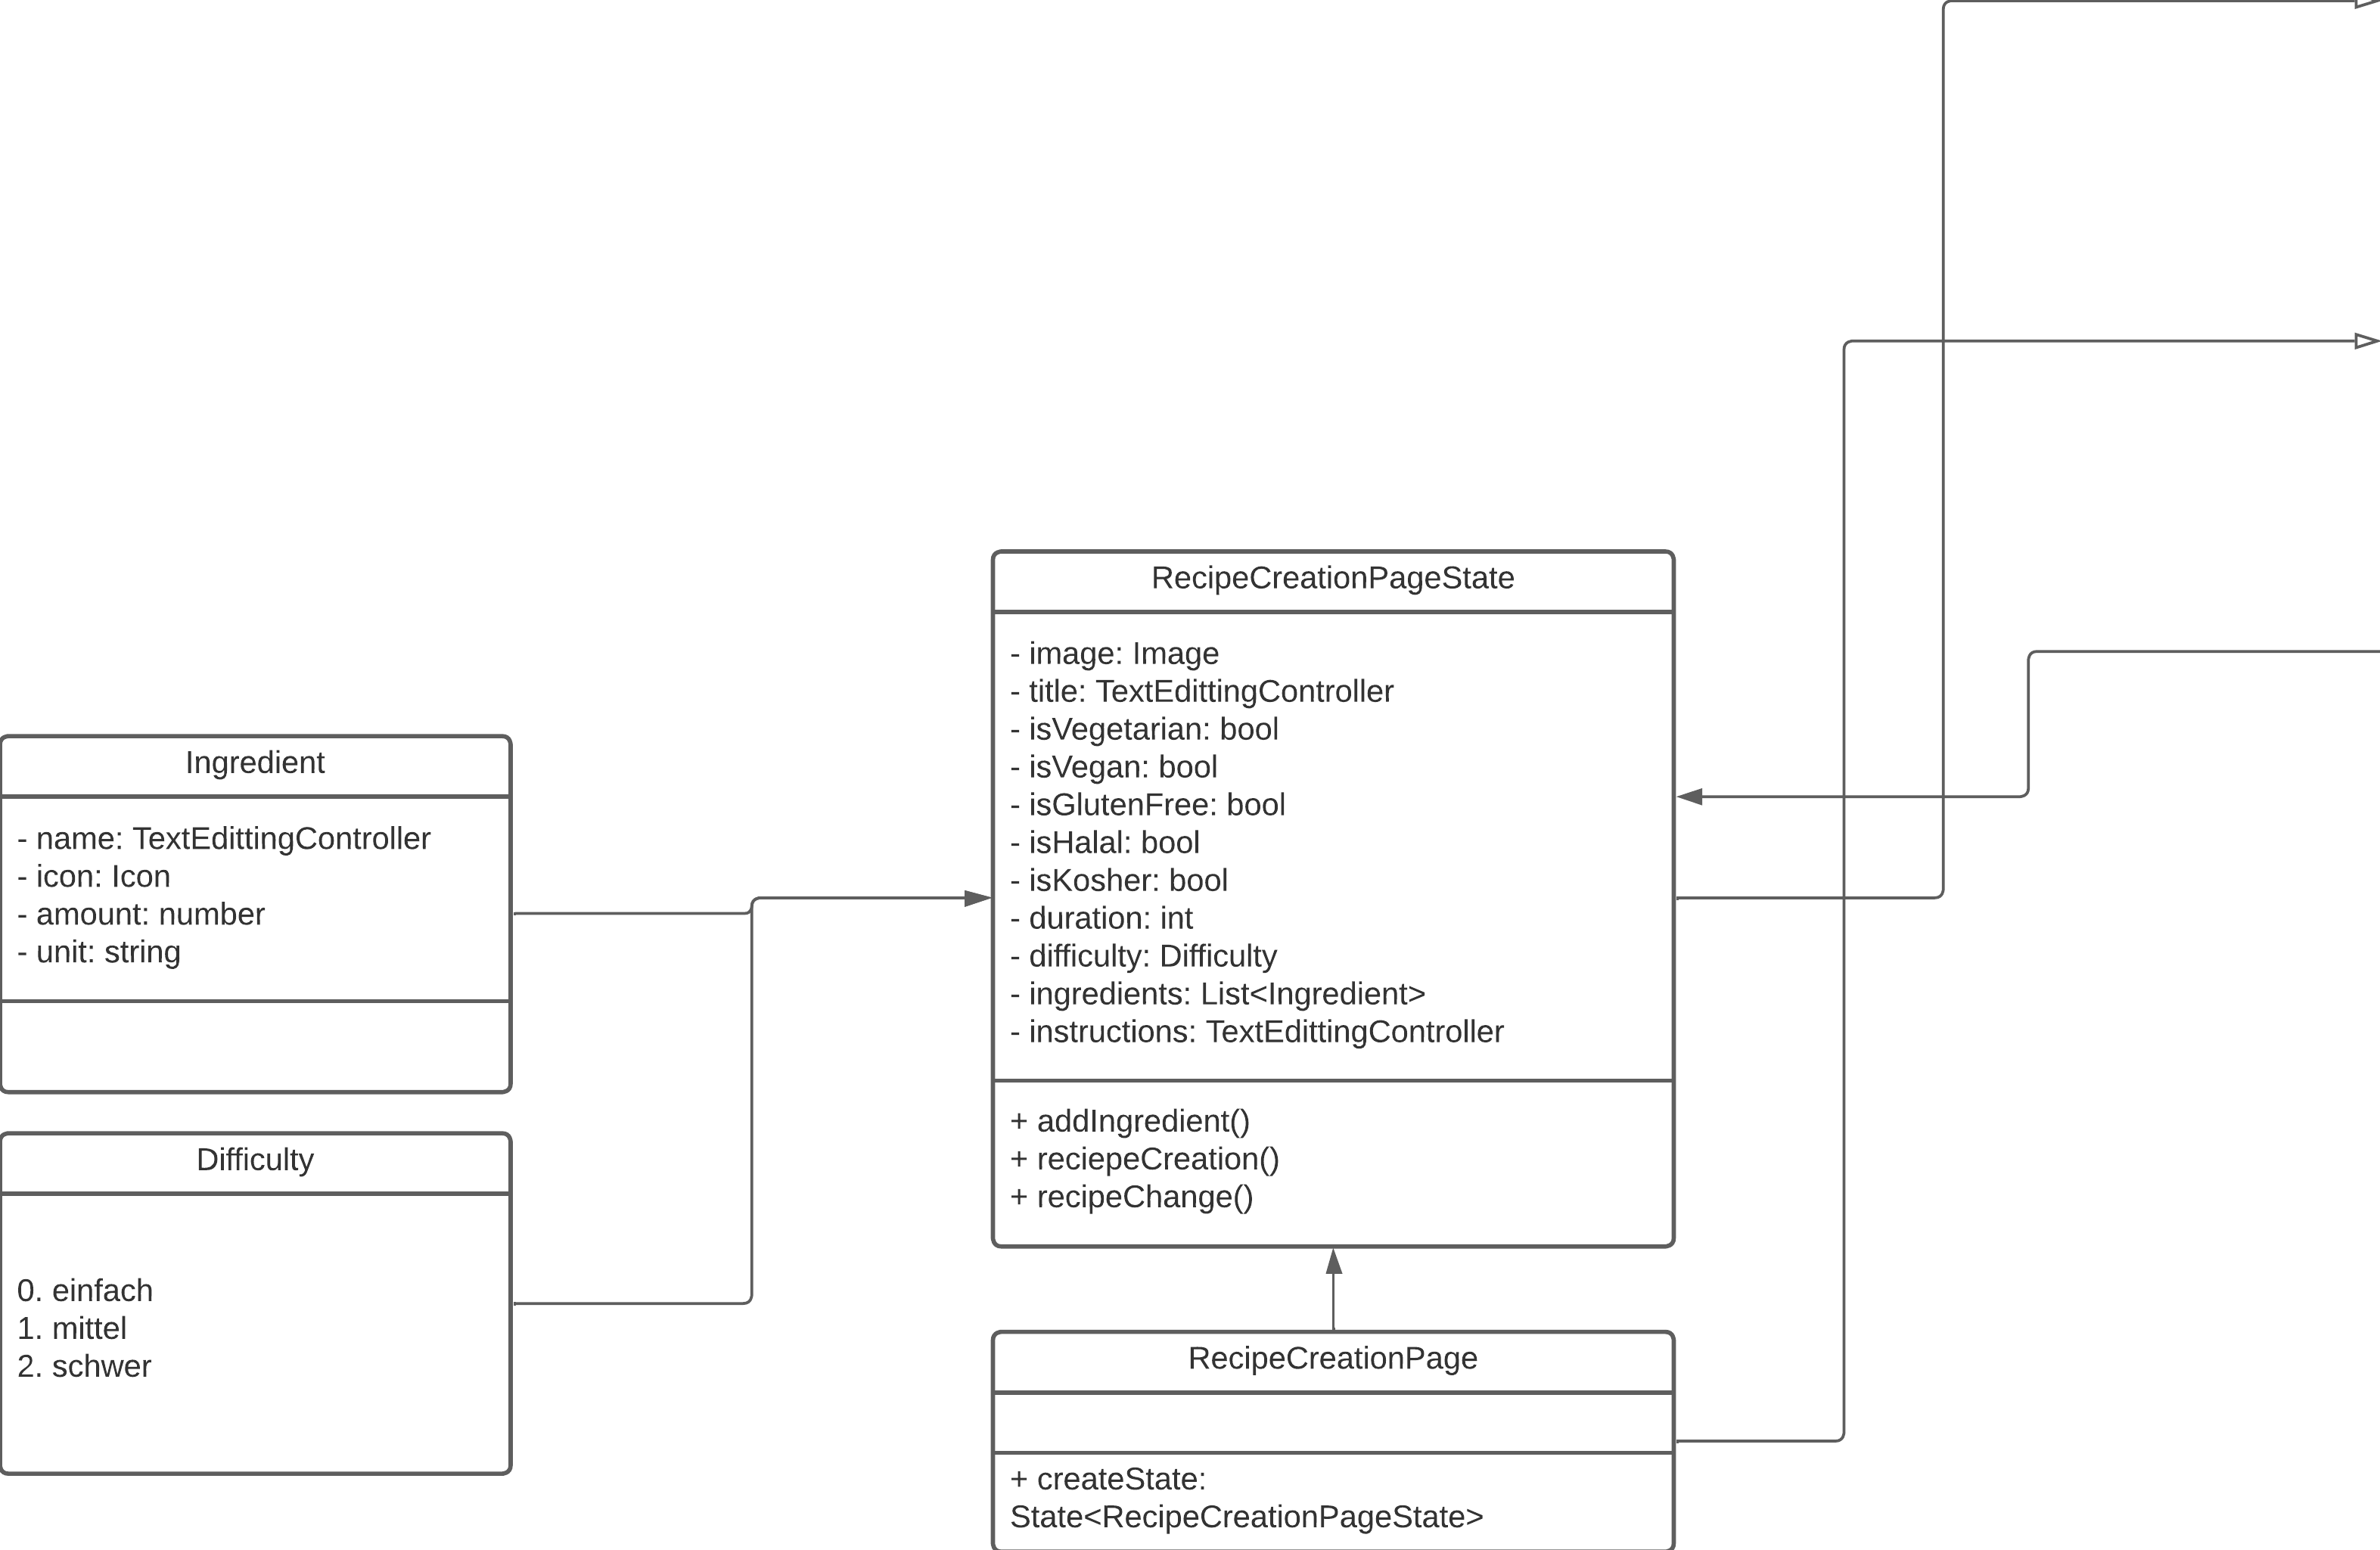 RecipeCreationPageState
- image: Image
- title: TextEdittingController
- isVegetarian: bool
- isVegan: bool
- isGlutenFree: bool
- isHalal: bool
- isKosher: bool
- duration: int
- difficulty: Difficulty
- ingredients: List<Ingredien>
- instructions: TextEdittingController
+ addIngredient()
+ reciepeCreation()
+ recipeChange()
Ingredient
- name: TextEdittingController
- icon: Icon
- amount: number
- unit: string
Difficulty
0. einfach
1. mittel
2. schwer
RecipeCreationPage
+ createState:
State<RecipeCreationPageState>